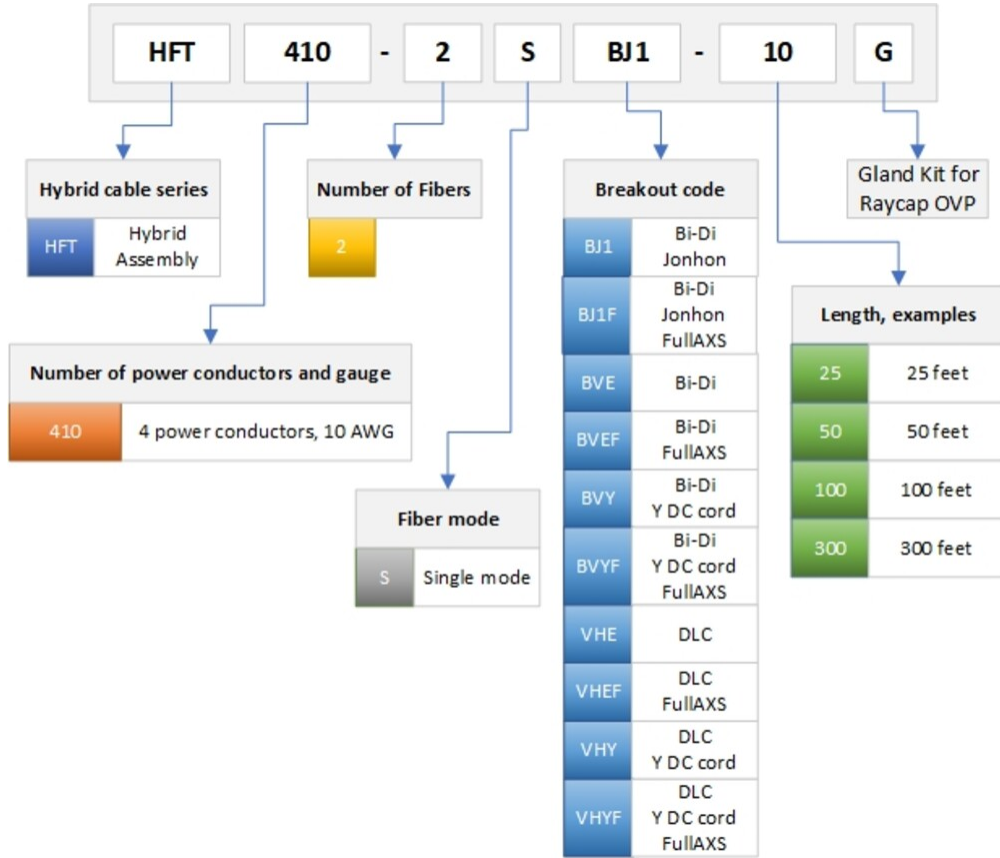 HFT 410 - 2 S BJ1 - 10 G
Hybrid cable series
HFT Hybrid
Assembly
Number of Fibers
2
Breakout code
BJ1 Bi-Di
Jonhon
BJ1F Bi-Di
Jonhon
FullAXS
BVE Bi-Di
BVEF Bi-Di
FullAXS
BVY Bi-Di
Y DC cord
BVYF Bi-Di
Y DC cord
FullAXS
VHE DLC
VHEF DLC
FullAXS
VHY DLC
Y DC cord
VHYF DLC
Y DC cord
FullAXS
Gland Kit for
Raycap OVP
Length, examples
25 25 feet
50 50 feet
100 100 feet
300 300 feet
Number of power conductors and gauge
410 4 power conductors, 10 AWG
Fiber mode
S Single mode